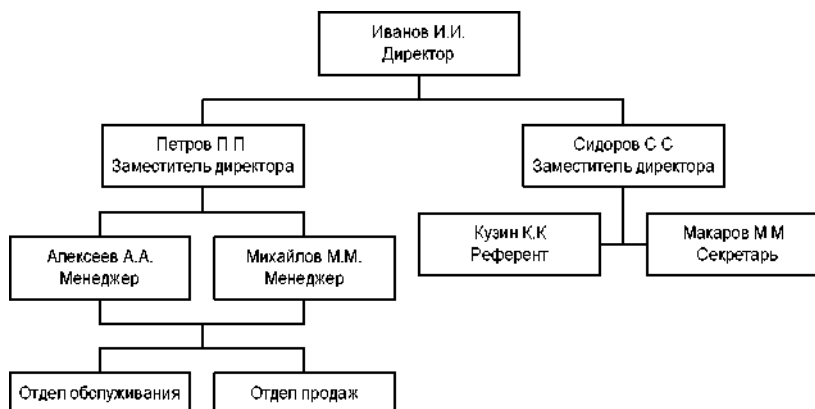 Иванов И.И.
Директор
Петров П П
Заместитель директора
Сидоров С С
Заместитель директора
Алексеев А.А.
Менеджер
Михайлов М.М.
Менеджер
Кузин К.К
Референт
Макаров М М
Секретарь
Отдел обслуживания
Отдел продаж